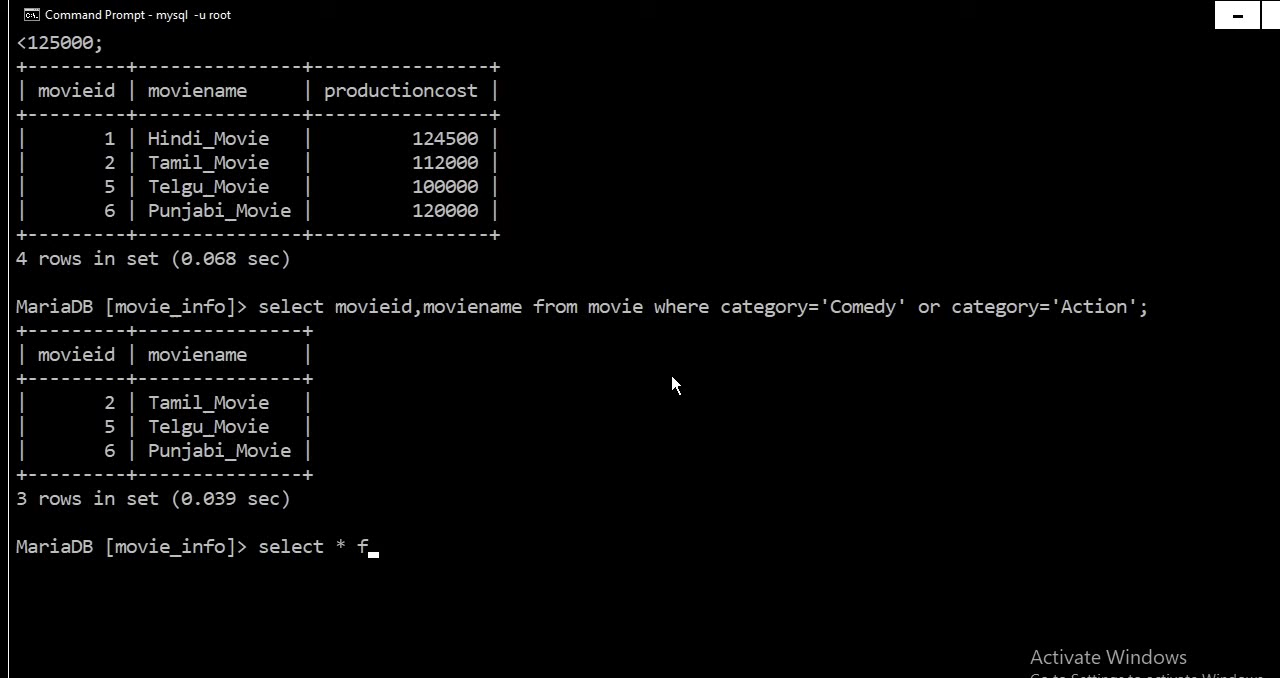 Command Prompt - mysql -u root
<125000;
+---------+---------------+----------------+
| movieid | moviename     | productioncost |
+---------+---------------+----------------+
|       1 | Hindi_Movie   |         124500 |
|       2 | Tamil_Movie   |         112000 |
|       5 | Telgu_Movie   |         100000 |
|       6 | Punjabi_Movie |         120000 |
+---------+---------------+----------------+
4 rows in set (0.068 sec)
MariaDB [movie_info]> select movieid,moviename from movie where category='Comedy' or category='Action';
+---------+---------------+
| movieid | moviename     |
+---------+---------------+
|       2 | Tamil_Movie   |
|       5 | Telgu_Movie   |
|       6 | Punjabi_Movie |
+---------+---------------+
3 rows in set (0.039 sec)
MariaDB [movie_info]> select * f_
Activate Windows
Go to Settings to activate Windows.